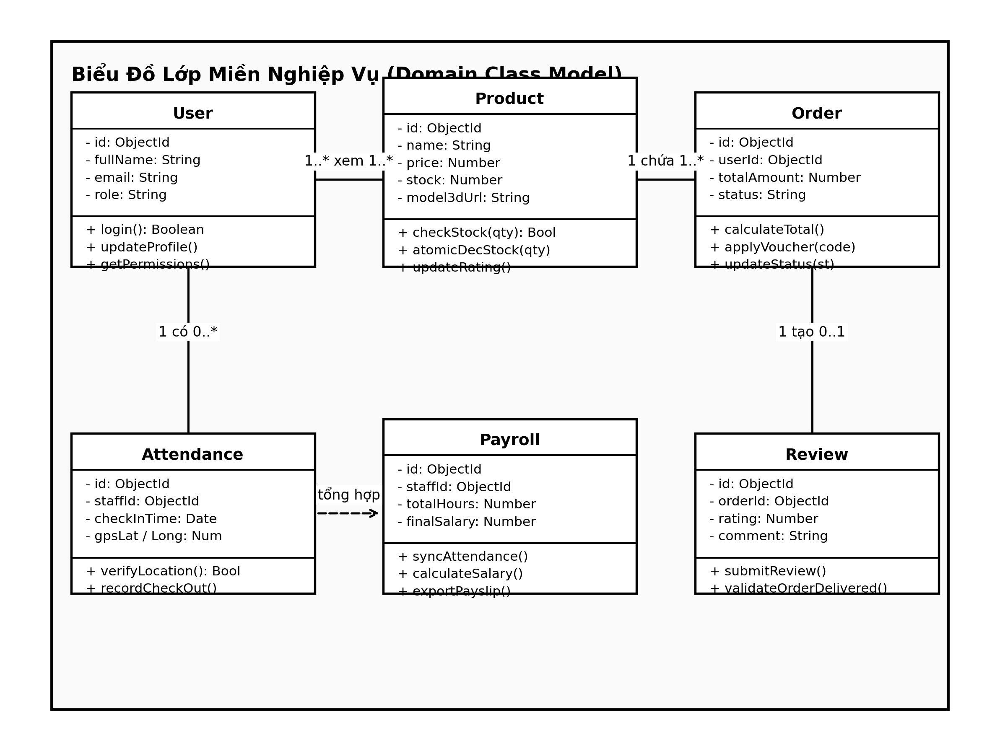 Biểu Đồ Lớp Miền Nghiệp Vụ (Domain Class Model)
User
- id: ObjectId
- fullName: String
- email: String
- role: String
+ login(): Boolean
+ updateProfile()
+ getPermissions()
1..* xem 1..*
Product
- id: ObjectId
- name: String
- price: Number
- stock: Number
- model3dUrl: String
+ checkStock(qty): Bool
+ atomicDecStock(qty)
+ updateRating()
1 chứa 1..*
Order
- id: ObjectId
- userId: ObjectId
- totalAmount: Number
- status: String
+ calculateTotal()
+ applyVoucher(code)
+ updateStatus(st)
1 có 0..*
1 tạo 0..1
Attendance
- id: ObjectId
- staffId: ObjectId
- checkInTime: Date
- gpsLat / Long: Num
+ verifyLocation(): Bool
+ recordCheckOut()
tổng hợp
Payroll
- id: ObjectId
- staffId: ObjectId
- totalHours: Number
- finalSalary: Number
+ syncAttendance()
+ calculateSalary()
+ exportPayslip()
Review
- id: ObjectId
- orderId: ObjectId
- rating: Number
- comment: String
+ submitReview()
+ validateOrderDelivered()